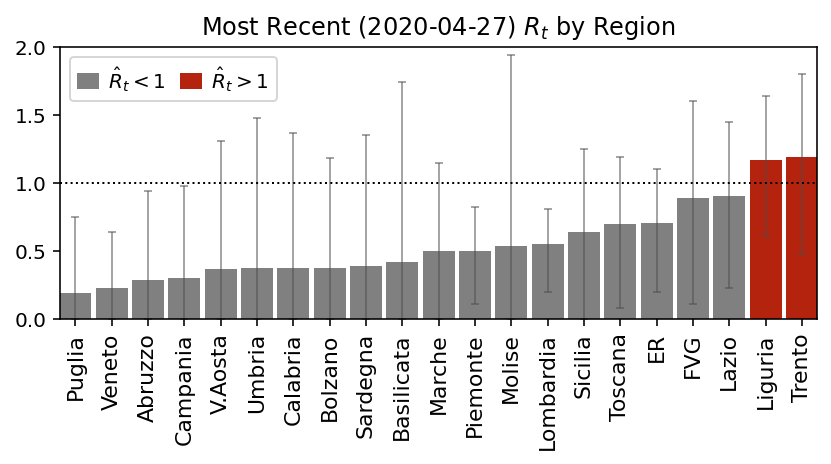 Most Recent (2020-04-27) R_t by Region
R̂_t < 1 R̂_t > 1
2.0
1.5
1.0
0.5
0.0
Puglia
Veneto
Abruzzo
Campania
V.Aosta
Umbria
Calabria
Bolzano
Sardegna
Basilicata
Marche
Piemonte
Molise
Lombardia
Sicilia
Toscana
ER
FVG
Lazio
Liguria
Trento